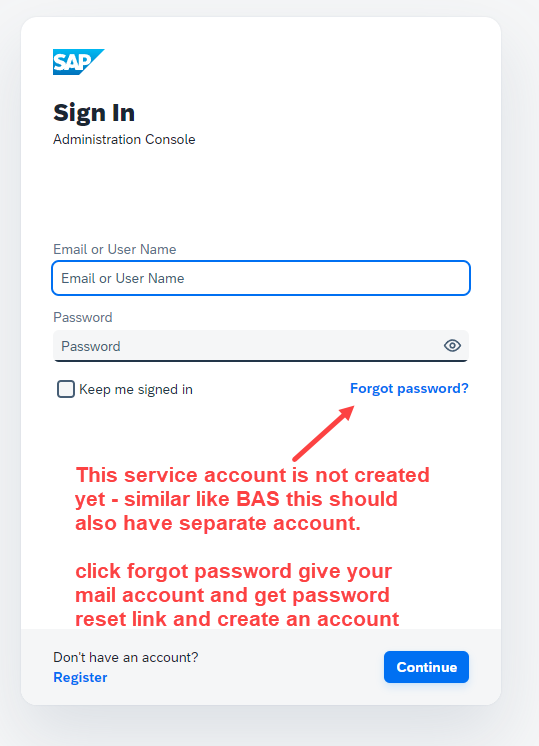 SAP
Sign In
Administration Console
Email or User Name
Email or User Name
Password
Password
Keep me signed in
Forgot password?
This service account is not created
yet - similar like BAS this should
also have separate account.
click forgot password give your
mail account and get password
reset link and create an account
Don't have an account?
Register
Continue